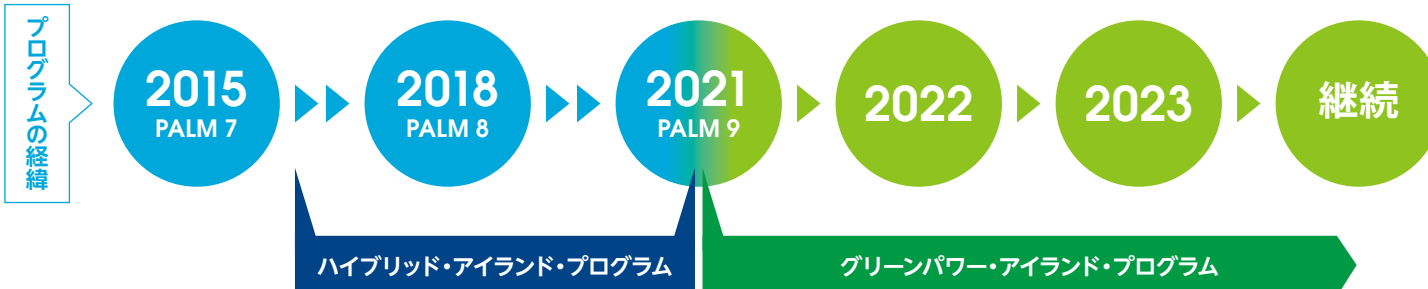 プログラムの経緯
2015
PALM 7
2018
PALM 8
2021
PALM 9
2022
2023
継続
ハイブリッド・アイランド・プログラム
グリーンパワー・アイランド・プログラム